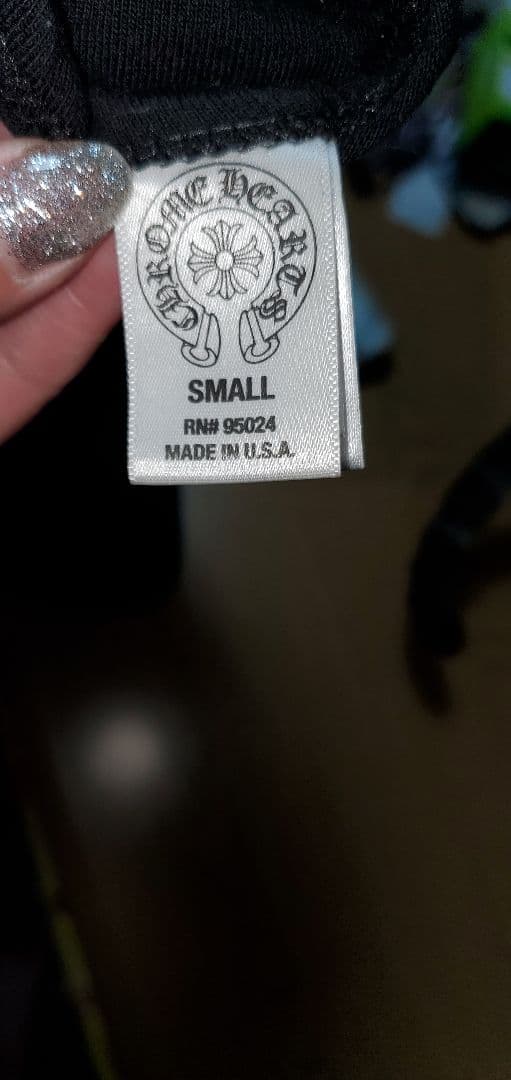 CHROME HEARTS
SMALL
RN# 95024
MADE IN U.S.A.